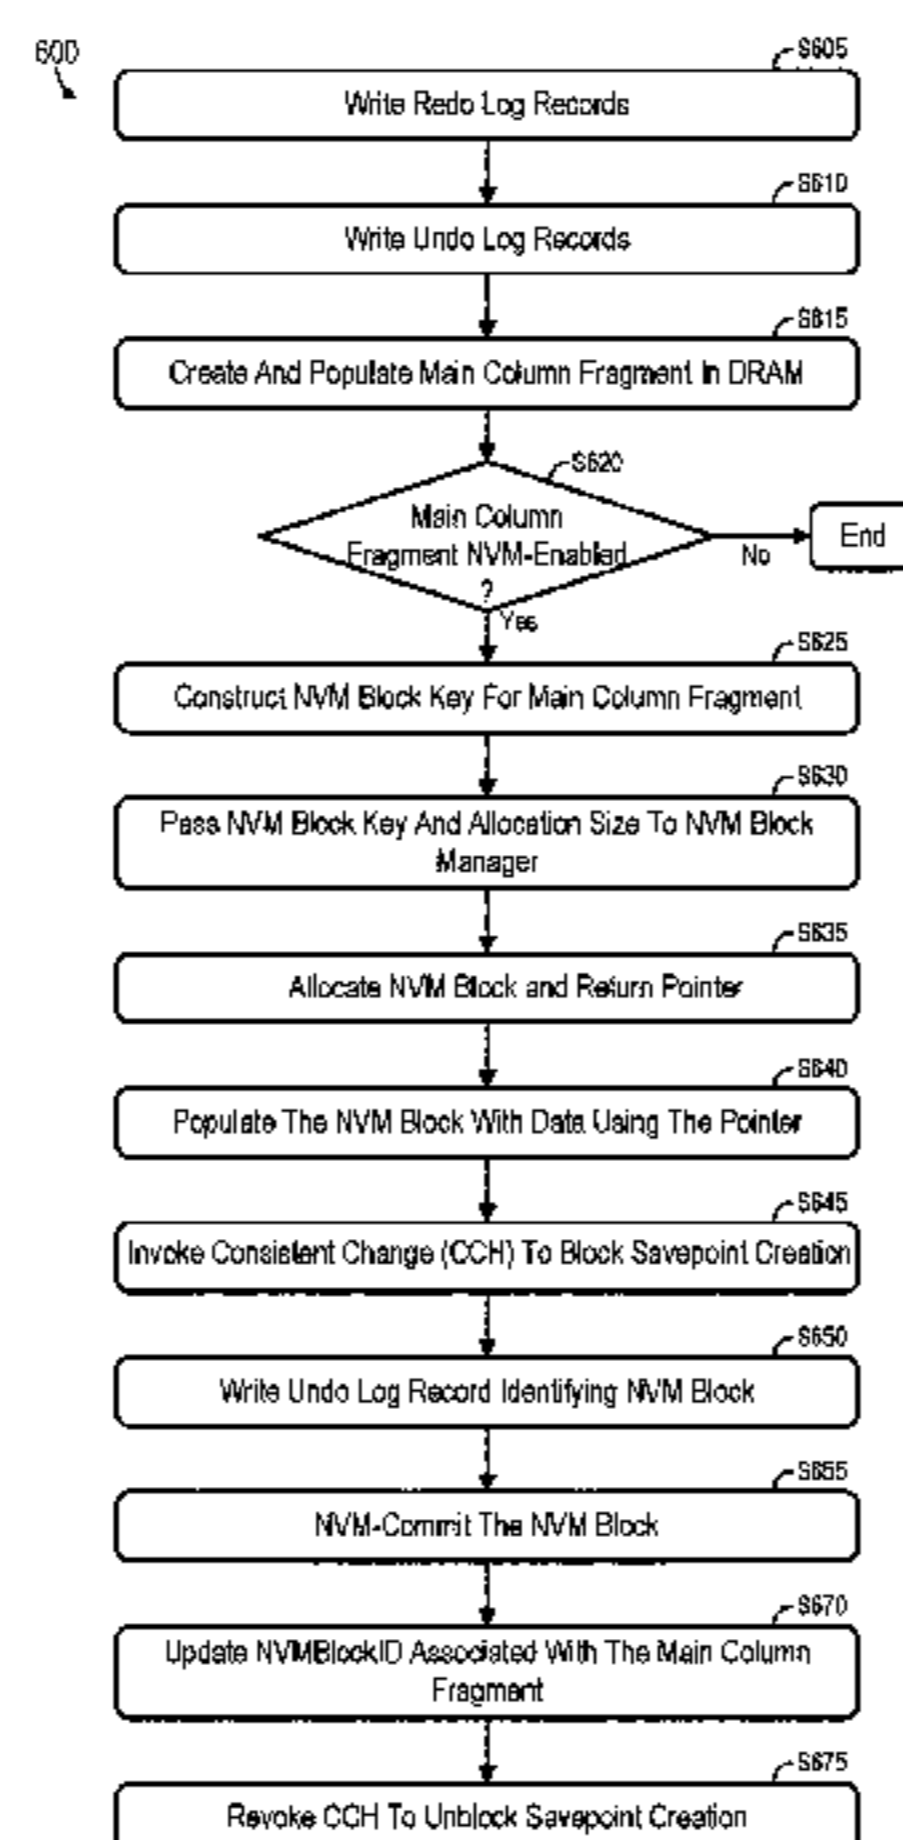 600
S605
Write Redo Log Records
S610
Write Undo Log Records
S615
Create And Populate Main Column Fragment In DRAM
S620
Main Column
Fragment NVM-Enabled
?
No
End
Yes
S625
Construct NVM Block Key For Main Column Fragment
S630
Pass NVM Block Key And Allocation Size To NVM Block
Manager
S635
Allocate NVM Block and Return Pointer
S640
Populate The NVM Block With Data Using The Pointer
S645
Invoke Consistent Change (CCH) To Block Savepoint Creation
S650
Write Undo Log Record Identifying NVM Block
S655
NVM-Commit The NVM Block
S670
Update NVMBlockID Associated With The Main Column
Fragment
S675
Revoke CCH To Unblock Savepoint Creation